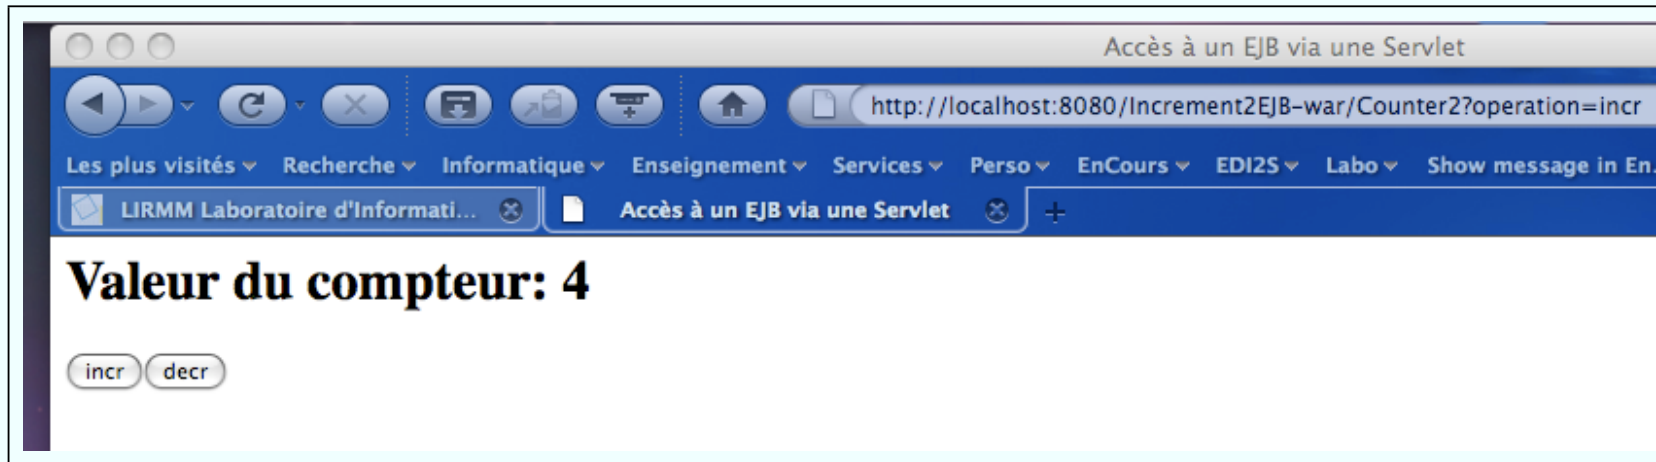 Accès à un EJB via une Servlet
http://localhost:8080/Increment2EJB-war/Counter2?operation=incr
Les plus visités Recherche Informatique Enseignement Services Perso EnCours EDI2S Labo Show message in En.
LIRMM Laboratoire d'Informati... Accès à un EJB via une Servlet
Valeur du compteur: 4
incr decr